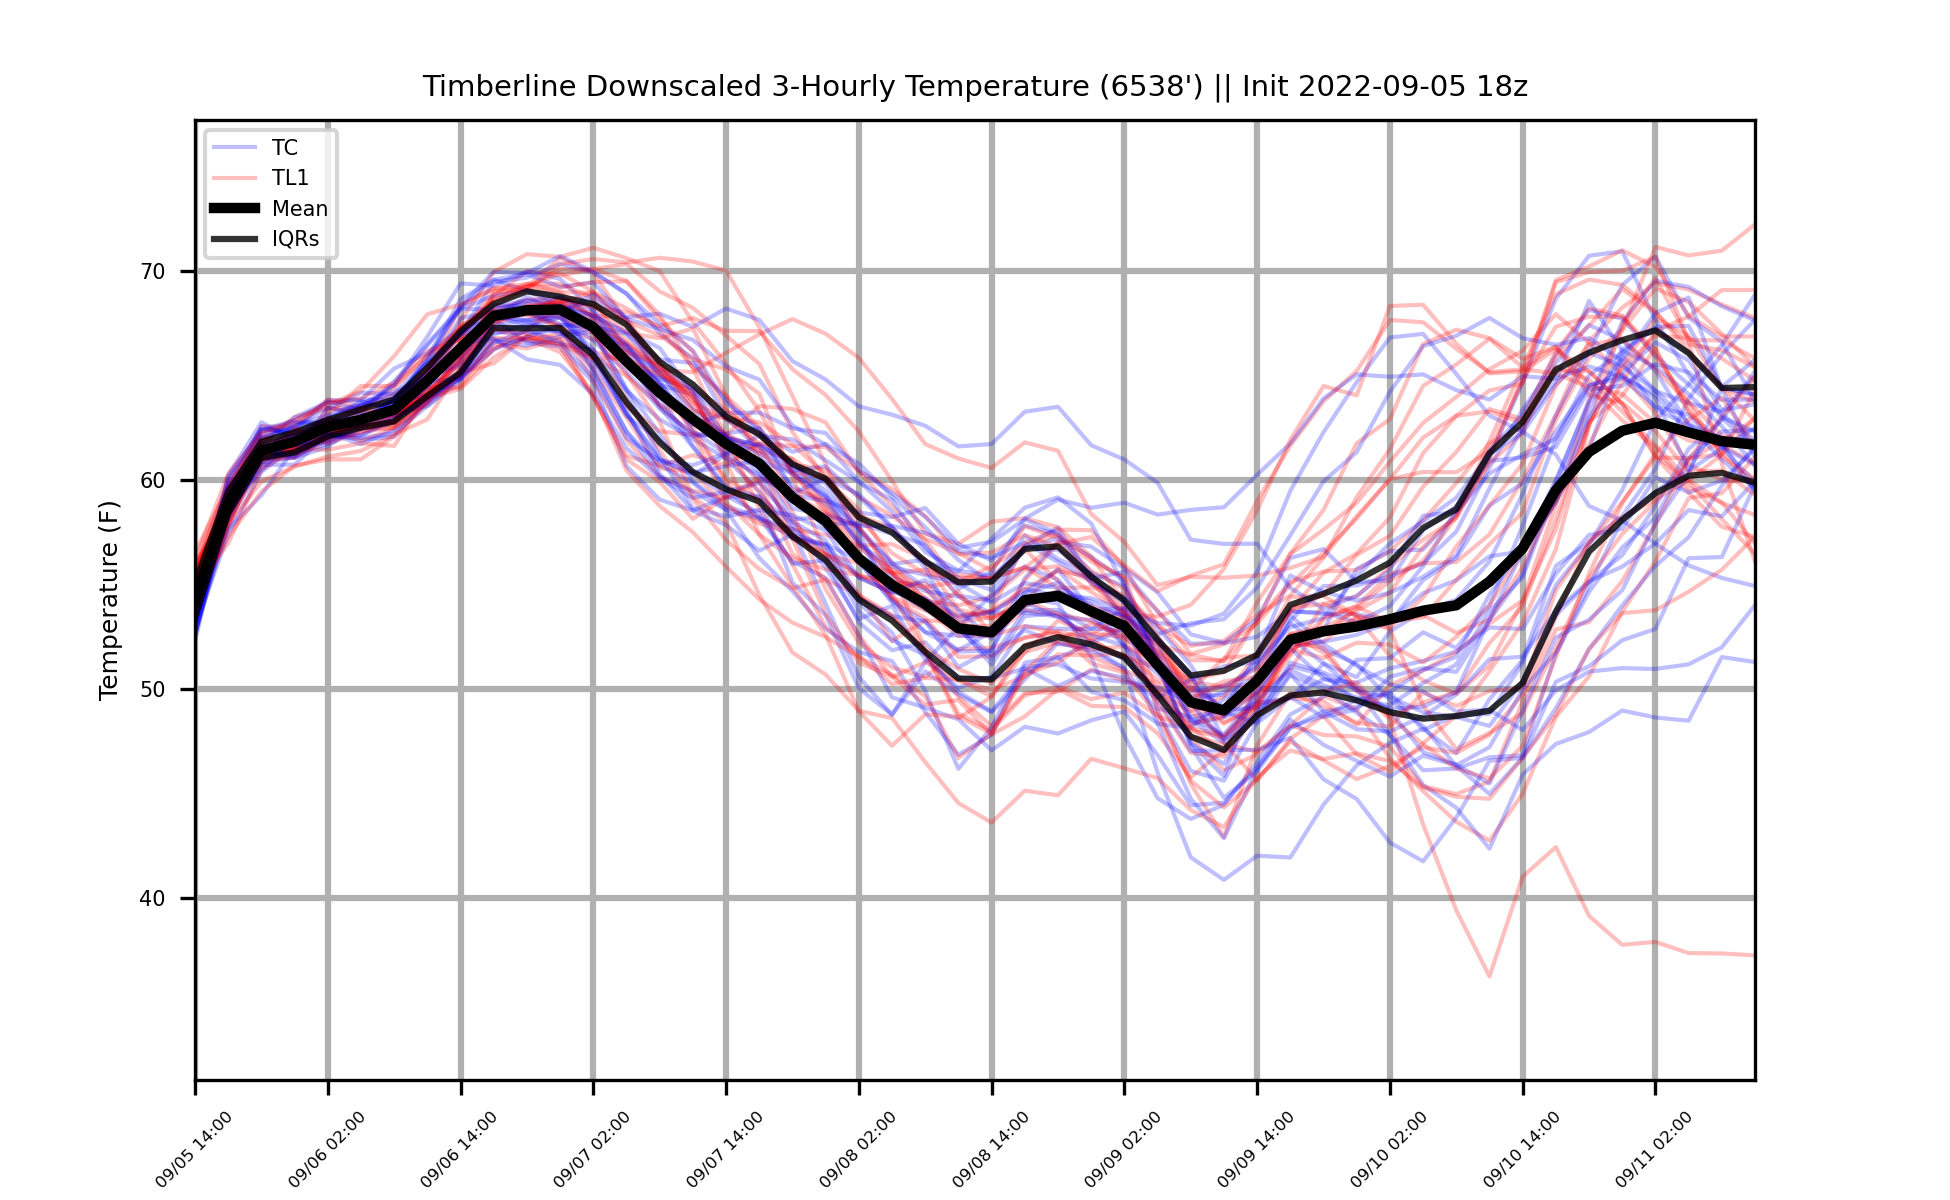 Timberline Downscaled 3-Hourly Temperature (6538') || Init 2022-09-05 18z
TC
TL1
Mean
IQRs
Temperature (F)
70
60
50
40
09/05 14:00
09/06 02:00
09/06 14:00
09/07 02:00
09/07 14:00
09/08 02:00
09/08 14:00
09/09 02:00
09/09 14:00
09/10 02:00
09/10 14:00
09/11 02:00